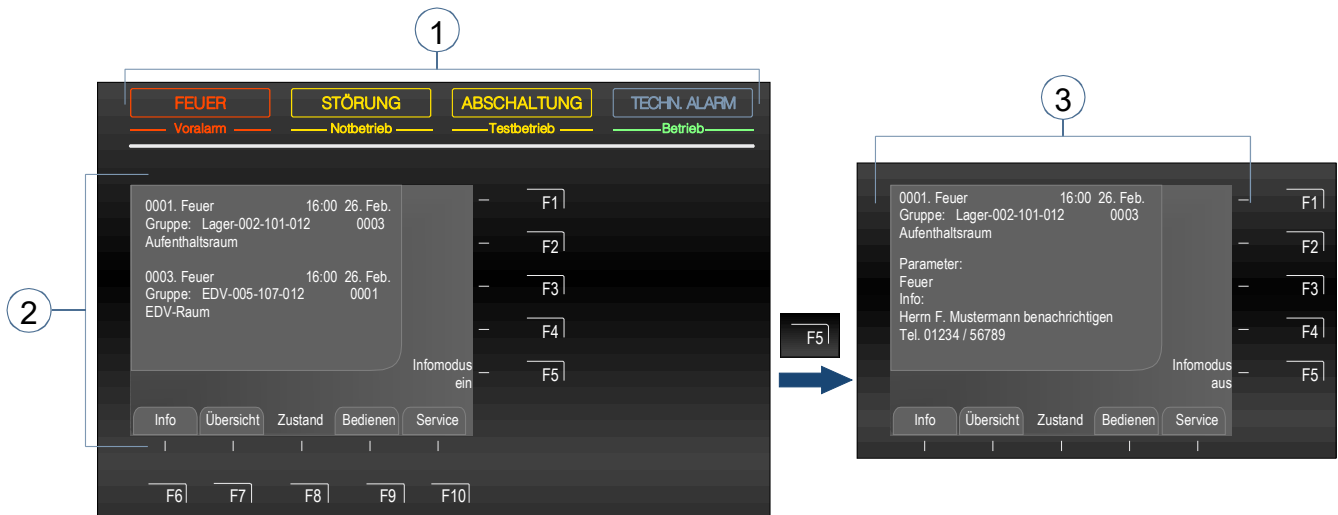 1
FEUER STÖRUNG ABSCHALTUNG TECHN. ALARM
Voralarm Notbetrieb Testbetrieb Betrieb
2
0001. Feuer 16:00 26. Feb.
Gruppe: Lager-002-101-012 0003
Aufenthaltsraum
0003. Feuer 16:00 26. Feb.
Gruppe: EDV-005-107-012 0001
EDV-Raum
Infomodus
ein
Info Übersicht Zustand Bedienen Service
F1
F2
F3
F4
F5
F6 F7 F8 F9 F10
F5
3
0001. Feuer 16:00 26. Feb.
Gruppe: Lager-002-101-012 0003
Aufenthaltsraum
Parameter:
Feuer
Info:
Herrn F. Mustermann benachrichtigen
Tel. 01234 / 56789
Infomodus
aus
Info Übersicht Zustand Bedienen Service
F1
F2
F3
F4
F5